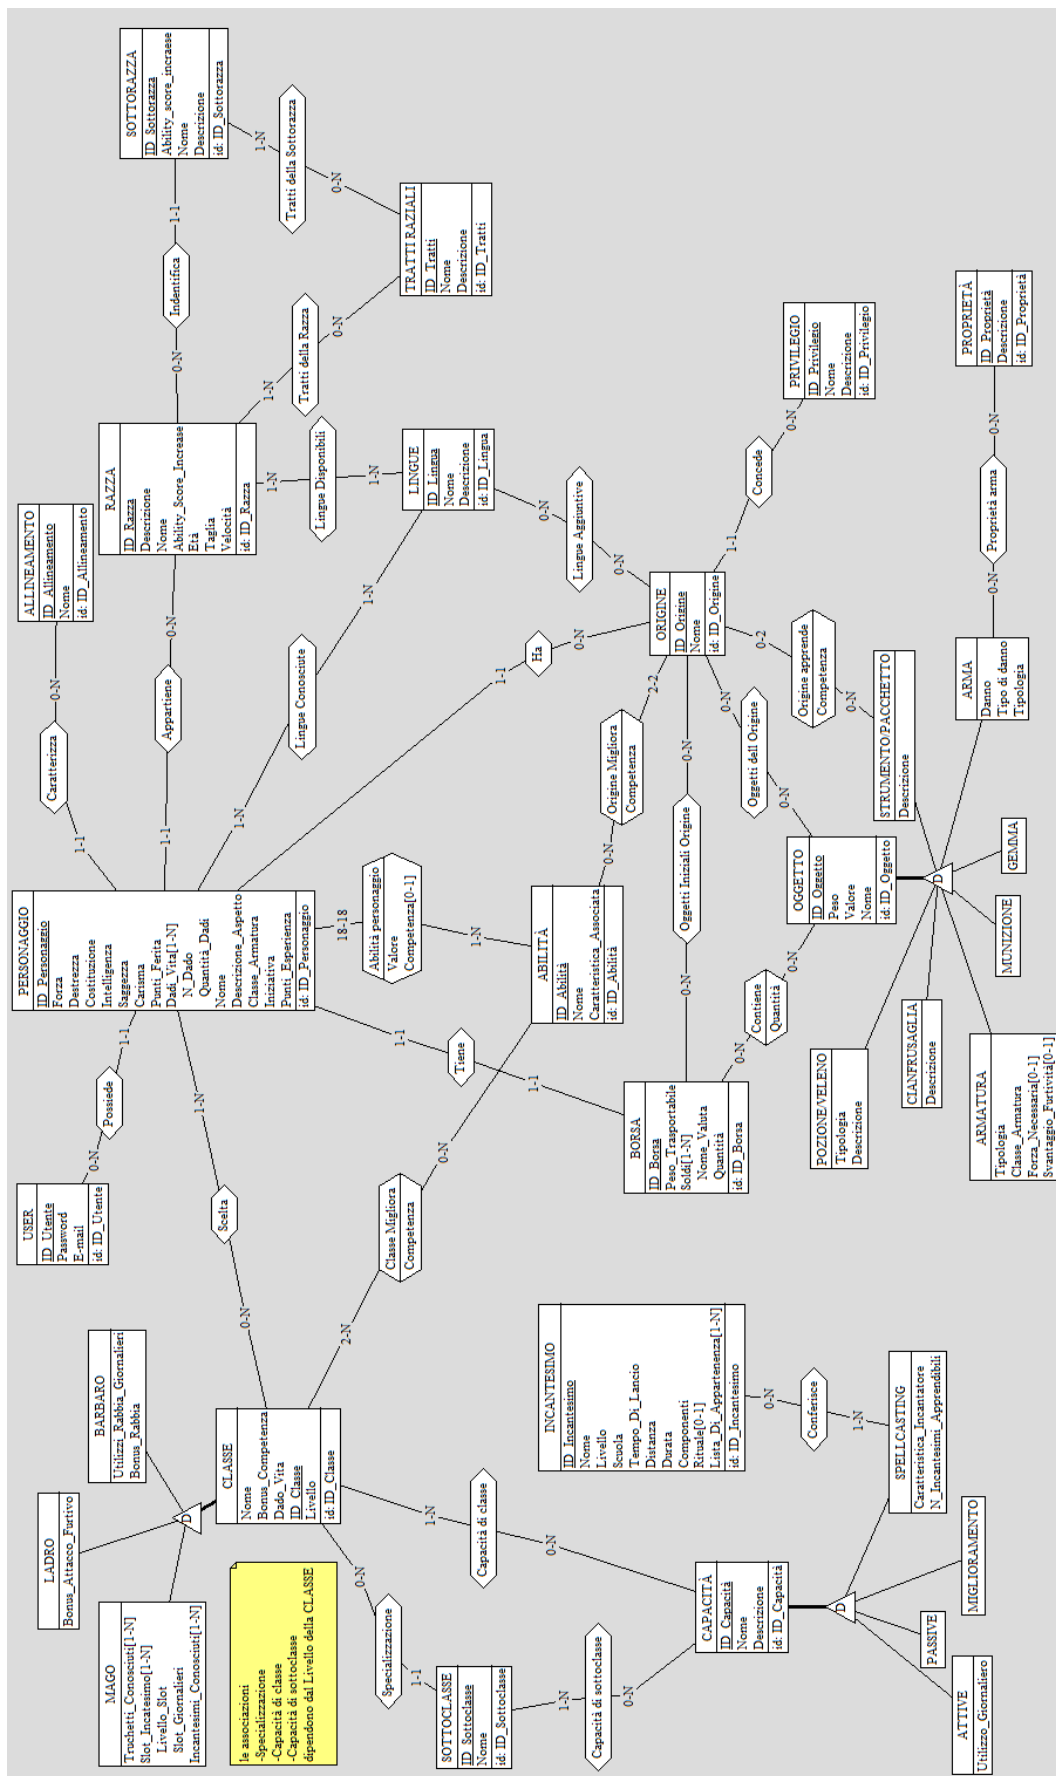 MAGO
Truchetti_Conosciuti[1-N]
Slot_Incatesimo[1-N]
Livello_Slot
Slot_Giornalieri
Incantesimi_Conosciuti[1-N]
LADRO
Bonus_Attacco_Furtivo
BARBARO
Utilizzi_Rabbia_Giornalieri
Bonus_Rabbia
D
le associazioni
-Specializzazione
-Capacità di classe
-Capacità di sottoclasse
dipendono dal Livello della CLASSE
CLASSE
Nome
Bonus_Competenza
Dado_Vita
ID_Classe
Livello
id: ID_Classe
USER
ID_Utente
Password
E-mail
id: ID_Utente
0-N
Possiede
1-1
0-N
Scelta
1-N
PERSONAGGIO
ID_Personaggio
Forza
Destrezza
Costituzione
Intelligenza
Saggezza
Carisma
Punti_Ferita
Dadi_Vita[1-N]
N_Dado
Quantità_Dadi
Nome
Descrizione_Aspetto
Classe_Armatura
Iniziativa
Punti_Esperienza
id: ID_Personaggio
1-1
Caratterizza
0-N
ALLINEAMENTO
ID_Allineamento
Nome
id: ID_Allineamento
1-1
Appartiene
0-N
RAZZA
ID_Razza
Descrizione
Nome
Ability_Score_Increase
Età
Taglia
Velocità
id: ID_Razza
0-N
Indentifica
1-1
SOTTORAZZA
ID_Sottorazza
Ability_score_incraese
Nome
Descrizione
id: ID_Sottorazza
1-N
Tratti della Sottorazza
0-N
1-N
Tratti della Razza
0-N
TRATTI RAZIALI
ID_Tratti
Nome
Descrizione
id: ID_Tratti
1-N
Lingue Disponibili
1-N
LINGUE
ID_Lingua
Nome
Descrizione
id: ID_Lingua
1-N
Lingue Conosciute
1-N
0-N
Lingue Aggiuntive
0-N
1-1
Ha
0-N
ORIGINE
ID_Origine
Nome
id: ID_Origine
1-1
Concede
0-N
PRIVILEGIO
ID_Privilegio
Nome
Descrizione
id: ID_Privilegio
18-18
Abilità personaggio
Valore
Competenza[0-1]
1-N
ABILITÀ
ID_Abilità
Nome
Caratteristica_Associata
id: ID_Abilità
2-2
Origine Migliora
Competenza
0-N
2-N
Classe Migliora
Competenza
0-N
1-1
Tiene
1-1
BORSA
ID_Borsa
Peso_Trasportabile
Soldi[1-N]
Nome_Valuta
Quantità
id: ID_Borsa
0-N
Oggetti Iniziali Origine
0-N
0-N
Oggetti dell Origine
0-N
0-2
Origine apprende
Competenza
0-N
0-N
Contiene
Quantità
0-N
OGGETTO
ID_Oggetto
Peso
Valore
Nome
id: ID_Oggetto
D
POZIONE/VELENO
Tipologia
Descrizione
CIANFRUSAGLIA
Descrizione
ARMATURA
Tipologia
Classe_Armatura
Forza_Necessaria[0-1]
Svantaggio_Furtività[0-1]
MUNIZIONE
GEMMA
STRUMENTO/PACCHETTO
Descrizione
ARMA
Danno
Tipo di danno
Tipologia
0-N
Proprietà arma
0-N
PROPRIETÀ
ID_Proprietà
Descrizione
id: ID_Proprietà
0-N
Specializzazione
1-1
SOTTOCLASSE
ID_Sottoclasse
Nome
id: ID_Sottoclasse
1-N
Capacità di sottoclasse
0-N
1-N
Capacità di classe
0-N
CAPACITÀ
ID_Capacità
Nome
Descrizione
id: ID_Capacità
D
ATTIVE
Utilizzo_Giornaliero
PASSIVE
MIGLIORAMENTO
SPELLCASTING
Caratteristica_Incantatore
N_Incantesimi_Apprendibili
1-N
Conferisce
0-N
INCANTESIMO
ID_Incantesimo
Nome
Livello
Scuola
Tempo_Di_Lancio
Distanza
Durata
Componenti
Rituale[0-1]
Lista_Di_Appartenenza[1-N]
id: ID_Incantesimo